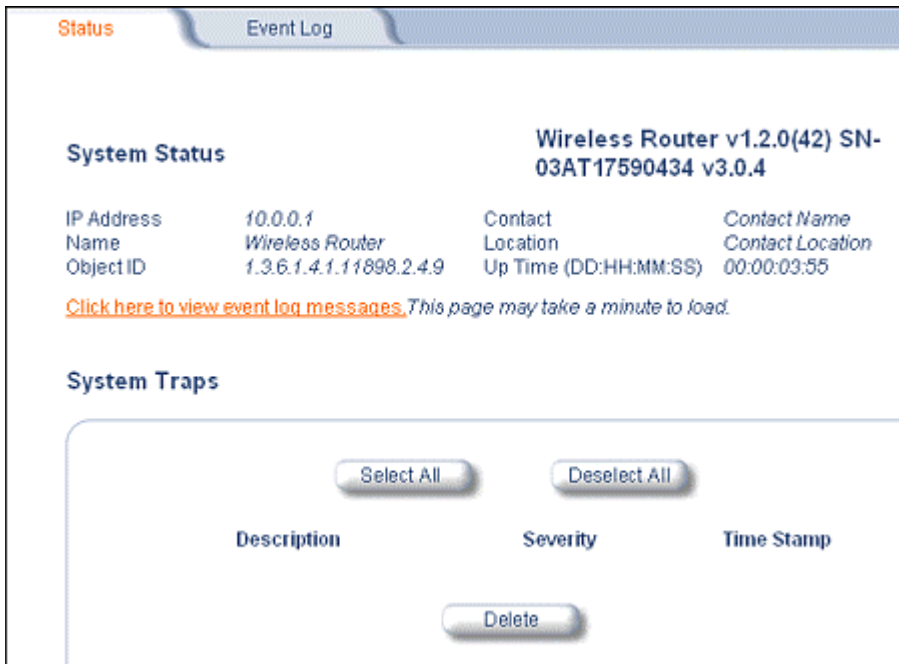 Status Event Log
System Status
Wireless Router v1.2.0(42) SN-
03AT17590434 v3.0.4
IP Address 10.0.0.1 Contact Contact Name
Name Wireless Router Location Contact Location
Object ID 1.3.6.1.4.1.11898.2.4.9 Up Time (DD:HH:MM:SS) 00:00:03:55
Click here to view event log messages. This page may take a minute to load.
System Traps
Select All Deselect All
Description Severity Time Stamp
Delete